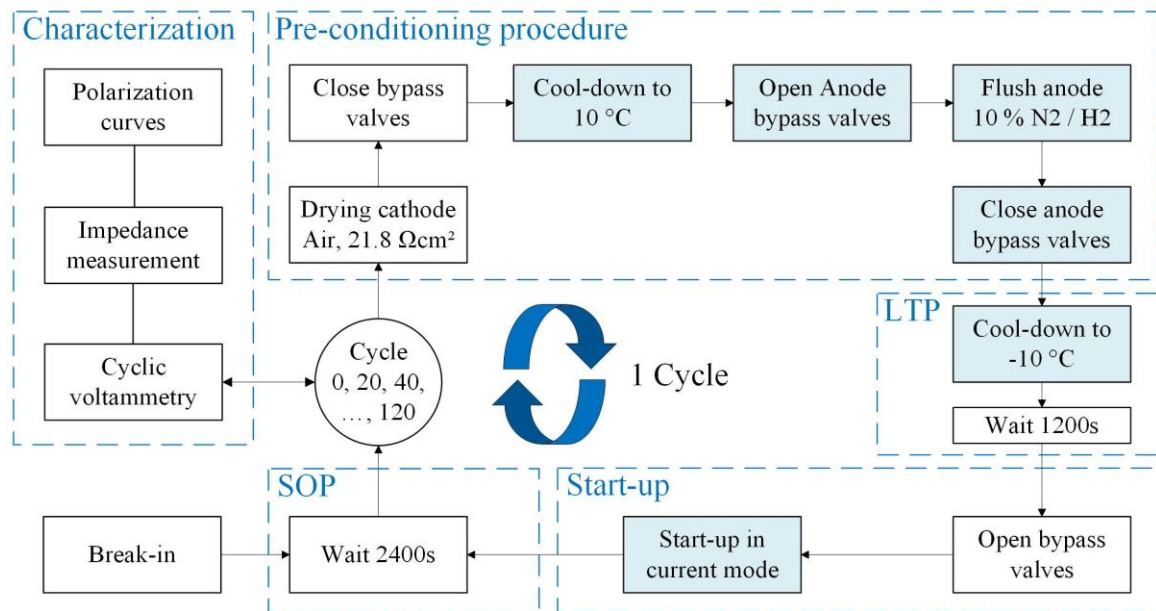 Characterization
Polarization
curves
Impedance
measurement
Cyclic
voltammetry
Pre-conditioning procedure
Close bypass
valves
Cool-down to
10 °C
Open Anode
bypass valves
Flush anode
10 % N2 / H2
Drying cathode
Air, 21.8 Ωcm²
Close anode
bypass valves
LTP
Cool-down to
-10 °C
Wait 1200s
Cycle
0, 20, 40,
…, 120
1 Cycle
SOP
Start-up
Break-in
Wait 2400s
Start-up in
current mode
Open bypass
valves